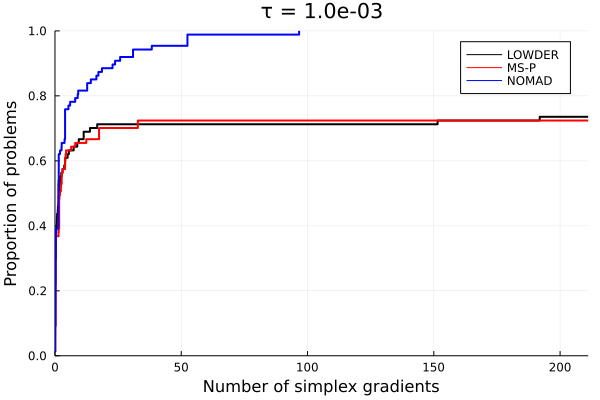 τ = 1.0e-03
Proportion of problems
1.0
0.8
0.6
0.4
0.2
0.0
LOWDER
MS-P
NOMAD
0 50 100 150 200
Number of simplex gradients